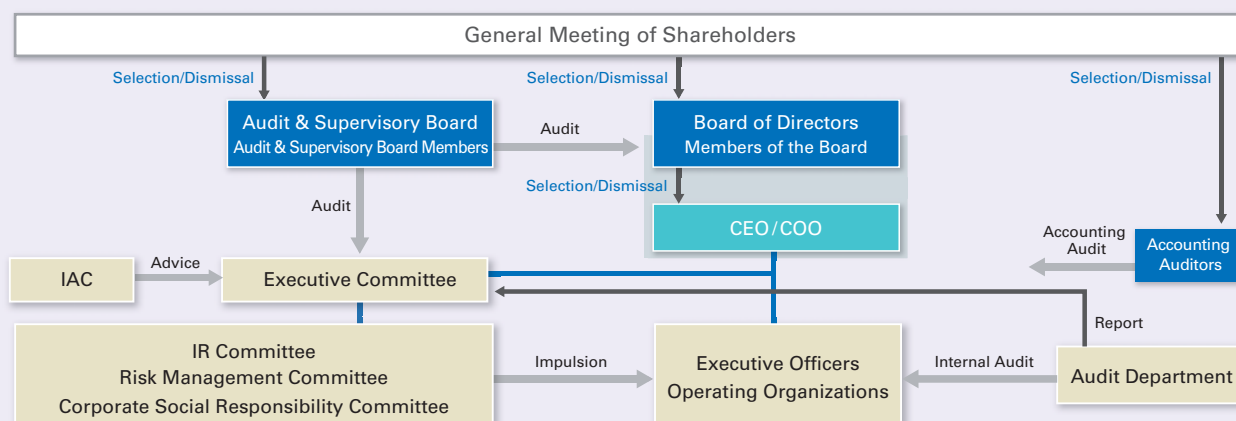 General Meeting of Shareholders
Selection/Dismissal
Selection/Dismissal
Selection/Dismissal
Audit & Supervisory Board
Audit & Supervisory Board Members
Audit
Board of Directors
Members of the Board
Selection/Dismissal
Audit
CEO/COO
Accounting
Audit
Accounting
Auditors
IAC
Advice
Executive Committee
Report
IR Committee
Risk Management Committee
Corporate Social Responsibility Committee
Impulsion
Executive Officers
Operating Organizations
Internal Audit
Audit Department